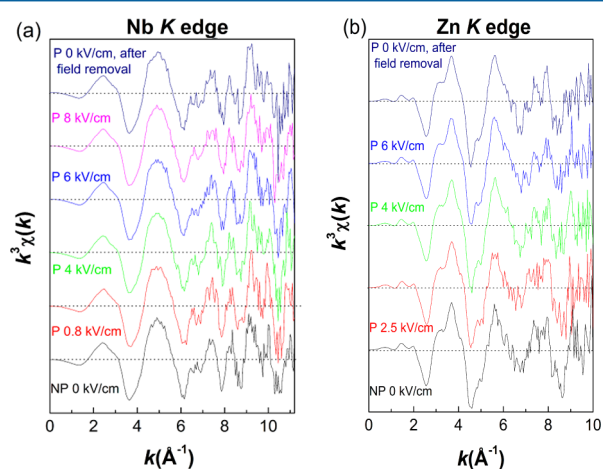 (a)
Nb K edge
P 0 kV/cm, after
field removal
P 8 kV/cm
P 6 kV/cm
P 4 kV/cm
P 0.8 kV/cm
NP 0 kV/cm
k³χ(k)
0 2 4 6 8 10
k(Å⁻¹)
(b)
Zn K edge
P 0 kV/cm, after
field removal
P 6 kV/cm
P 4 kV/cm
P 2.5 kV/cm
NP 0 kV/cm
k³χ(k)
0 2 4 6 8 10
k(Å⁻¹)